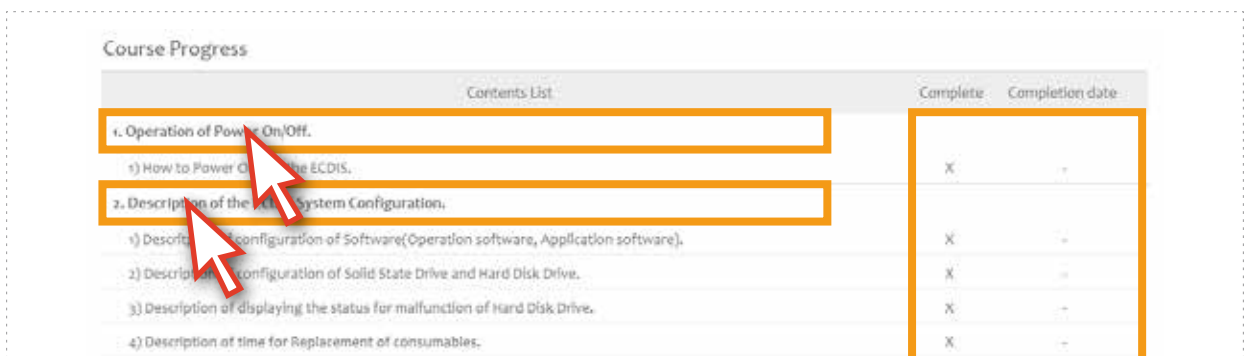 Course Progress
Contents List Complete Completion date
1. Operation of Power On/Off.
1) How to Power the ECDIS. X -
2. Description of the System Configuration.
1) configuration of Software(Operation software, Application software). X -
2) configuration of Solid State Drive and Hard Disk Drive. X -
3) Description of displaying the status for malfunction of Hard Disk Drive. X -
4) Description of time for Replacement of consumables. X -